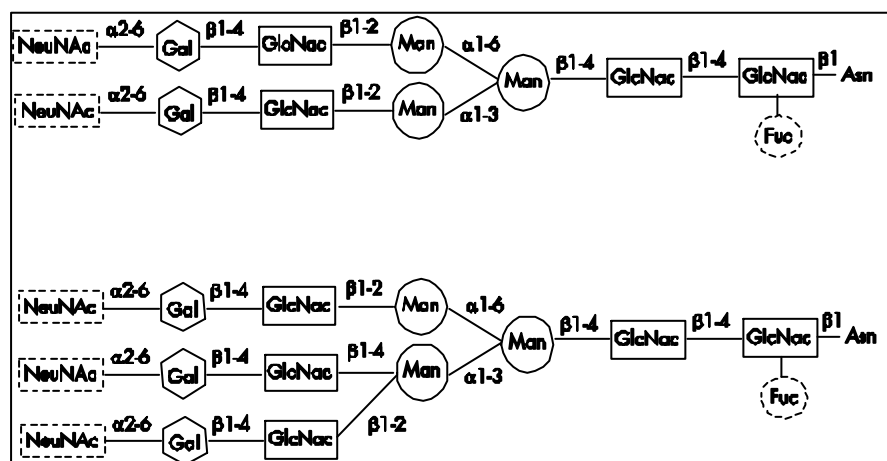 α2-6 β1-4 β1-2
NeuNAc Gal GlcNac Man α1-6
Man β1-4 GlcNac β1-4 GlcNac β1 Asn
α2-6 β1-4 β1-2
NeuNAc Gal GlcNac Man α1-3
Fuc
α2-6 β1-4 β1-2
NeuNAc Gal GlcNac Man α1-6
Man β1-4 GlcNac β1-4 GlcNac β1 Asn
α2-6 β1-4 β1-4
NeuNAc Gal GlcNac Man α1-3
Fuc
α2-6 β1-4 β1-2
NeuNAc Gal GlcNac